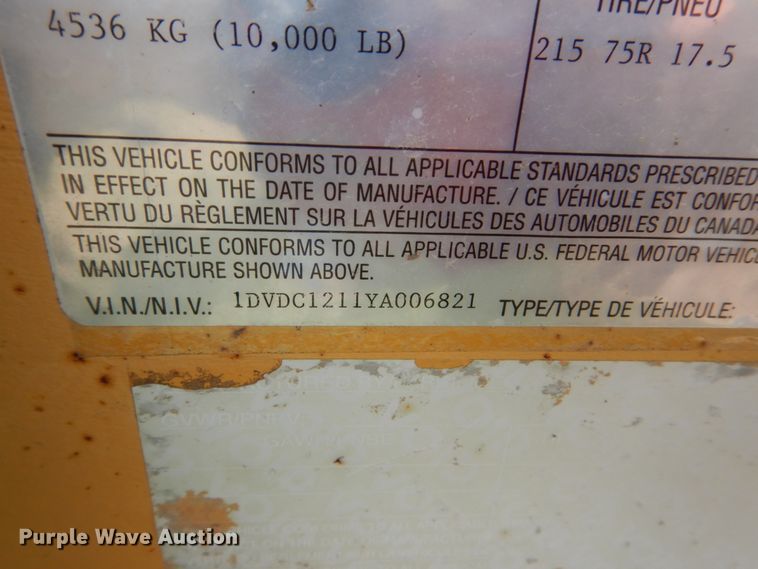 4536 KG (10,000 LB)
TIRE/PNEU
215 75R 17.5
THIS VEHICLE CONFORMS TO ALL APPLICABLE STANDARDS PRESCRIBED
IN EFFECT ON THE DATE OF MANUFACTURE. / CE VÉHICULE EST CONFOR
VERTU DU RÈGLEMENT SUR LA VÉHICULES DES AUTOMOBILES DU CANADA
THIS VEHICLE CONFORMS TO ALL APPLICABLE U.S. FEDERAL MOTOR VEHIC
MANUFACTURE SHOWN ABOVE.
V.I.N./N.I.V.: 1DVDC1211YA006821 TYPE/TYPE DE VÉHICULE:
Purple Wave Auction